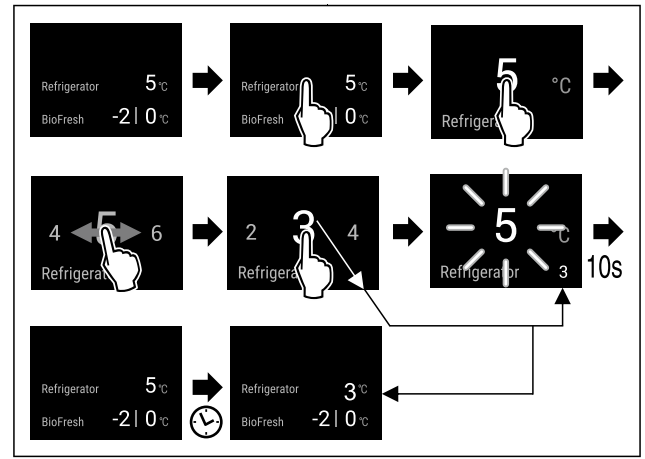 Refrigerator 5 °C
BioFresh -2| 0 °C
Refrigerator 5 °C
BioFresh | 0 °C
5 °C
Refriger
4 5 6
Refrigerat
2 3 4
Refrigera
5 °C
Refrigerator 3
10s
Refrigerator 5 °C
BioFresh -2| 0 °C
Refrigerator 3 °C
BioFresh -2| 0 °C